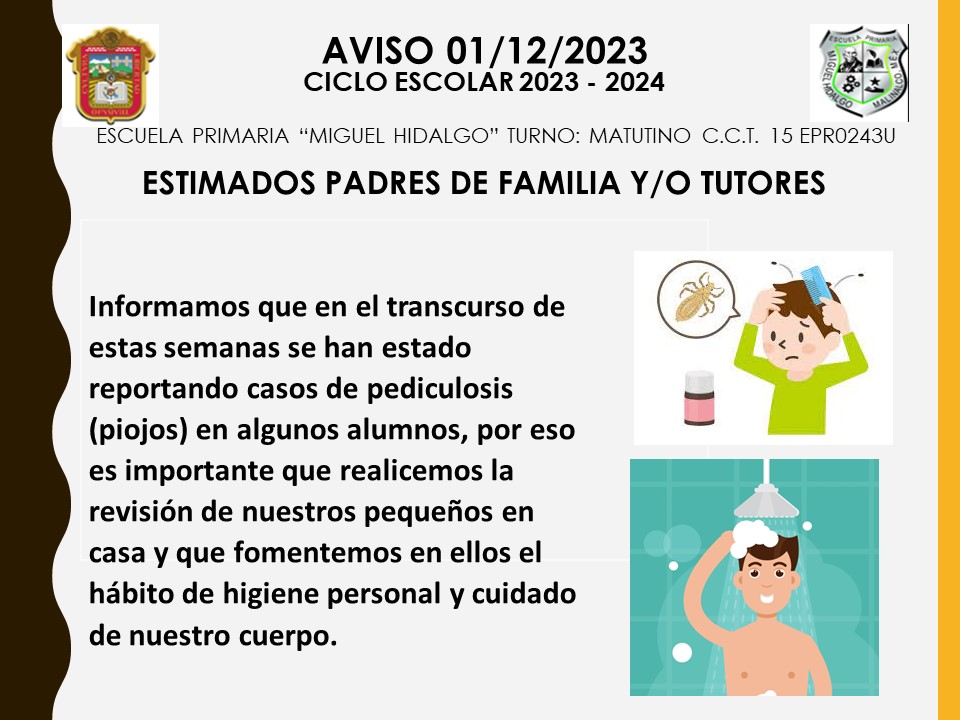 AVISO 01/12/2023
CICLO ESCOLAR 2023 - 2024
ESCUELA PRIMARIA “MIGUEL HIDALGO” TURNO: MATUTINO C.C.T. 15 EPR0243U
ESTIMADOS PADRES DE FAMILIA Y/O TUTORES
Informamos que en el transcurso de
estas semanas se han estado
reportando casos de pediculosis
(piojos) en algunos alumnos, por eso
es importante que realicemos la
revisión de nuestros pequeños en
casa y que fomentemos en ellos el
hábito de higiene personal y cuidado
de nuestro cuerpo.
ESCUELA PRIMARIA
MIGUEL HIDALGO
MALINALCO, MEX.